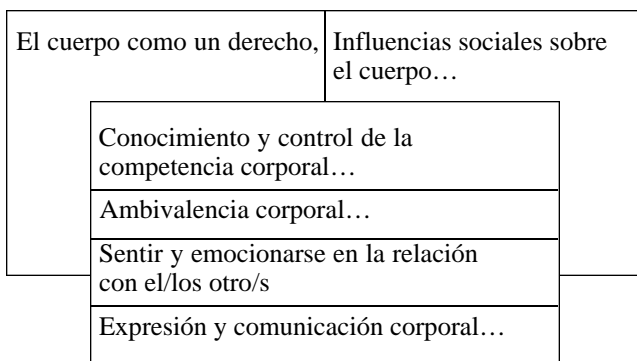 El cuerpo como un derecho,
Influencias sociales sobre
el cuerpo…
Conocimiento y control de la
competencia corporal…
Ambivalencia corporal…
Sentir y emocionarse en la relación
con el/los otro/s
Expresión y comunicación corporal…